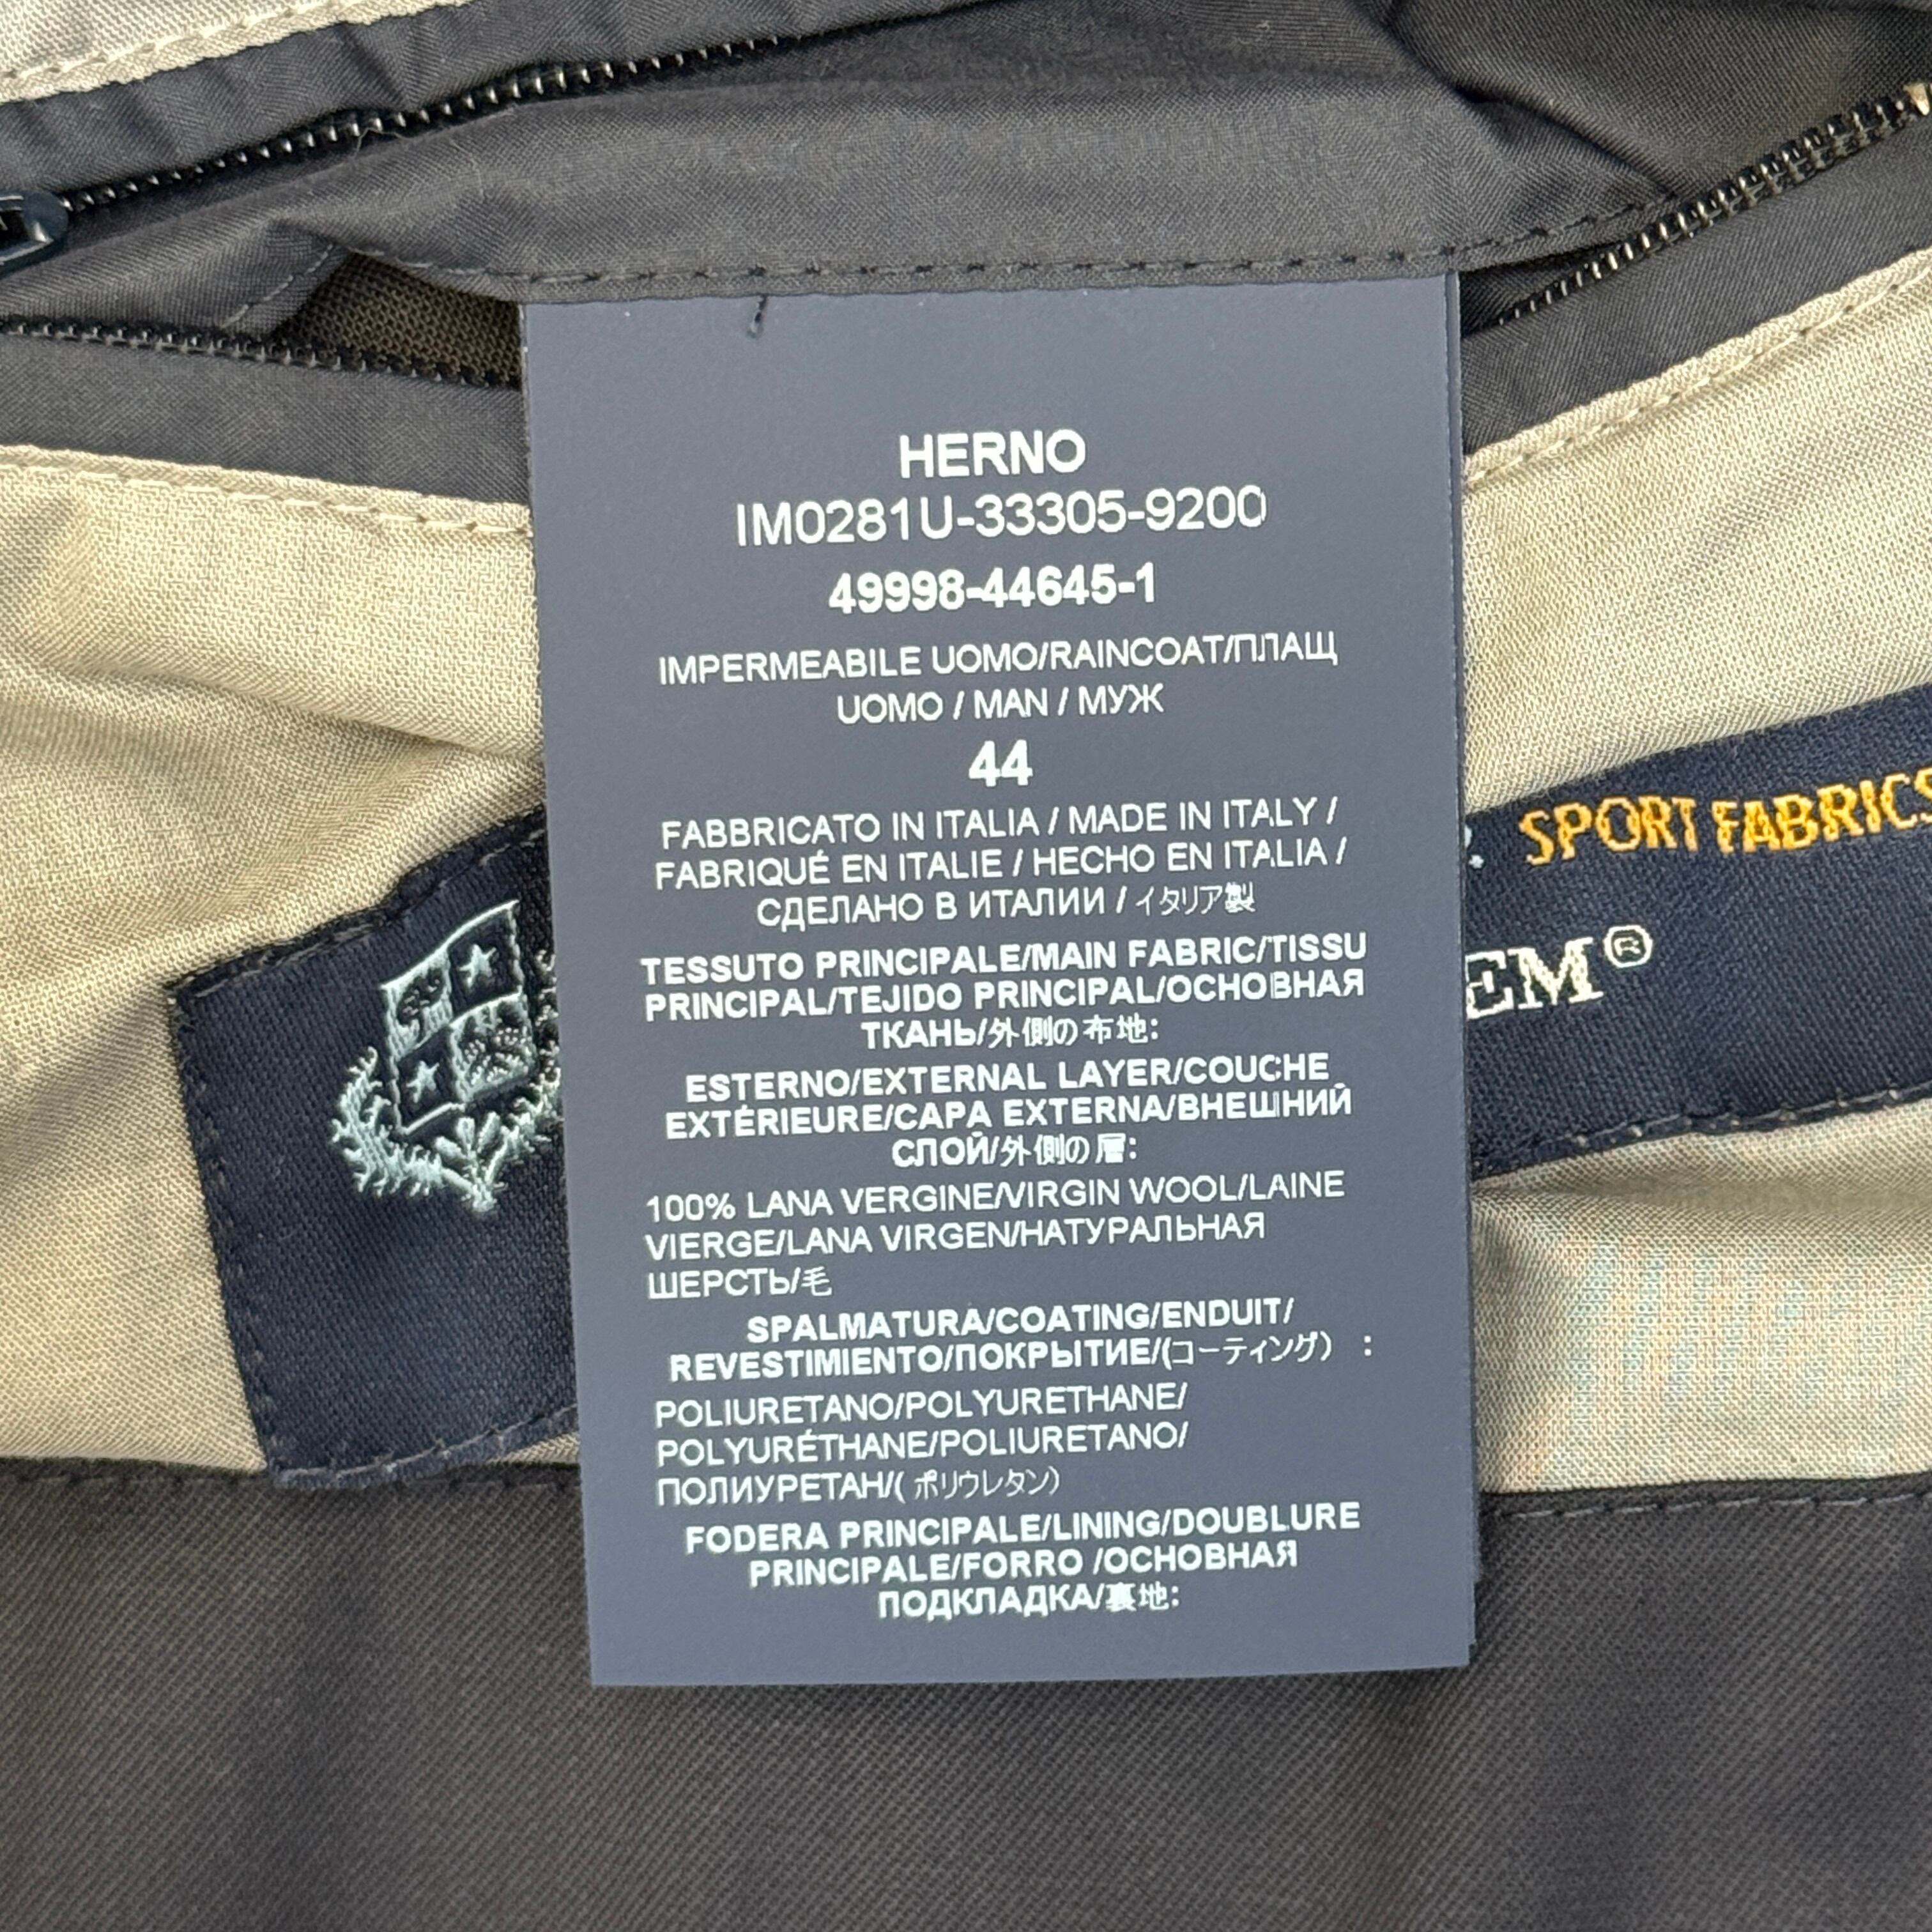 HERNO
IM0281U-33305-9200
49998-44645-1
IMPERMEABILE UOMO/RAINCOAT/ПЛАЩ
UOMO / MAN / МУЖ
44
FABBRICATO IN ITALIA / MADE IN ITALY /
FABRIQUÉ EN ITALIE / HECHO EN ITALIA /
СДЕЛАНО В ИТАЛИИ / イタリア製
TESSUTO PRINCIPALE/MAIN FABRIC/TISSU
PRINCIPAL/TEJIDO PRINCIPAL/ОСНОВНАЯ
ТКАНЬ/外側の布地:
ESTERNO/EXTERNAL LAYER/COUCHE
EXTÉRIEURE/CAPA EXTERNA/ВНЕШНИЙ
СЛОЙ/外側の層:
100% LANA VERGINE/VIRGIN WOOL/LAINE
VIERGE/LANA VIRGEN/НАТУРАЛЬНАЯ
ШЕРСТЬ/毛
SPALMATURA/COATING/ENDUIT/
REVESTIMIENTO/ПОКРЫТИЕ/(コーティング) :
POLIURETANO/POLYURETHANE/
POLYURÉTHANE/POLIURETANO/
ПОЛИУРЕТАН/( ポリウレタン)
FODERA PRINCIPALE/LINING/DOUBLURE
PRINCIPALE/FORRO /ОСНОВНАЯ
ПОДКЛАДКА/裏地:
SPORT FABRICS
EM®